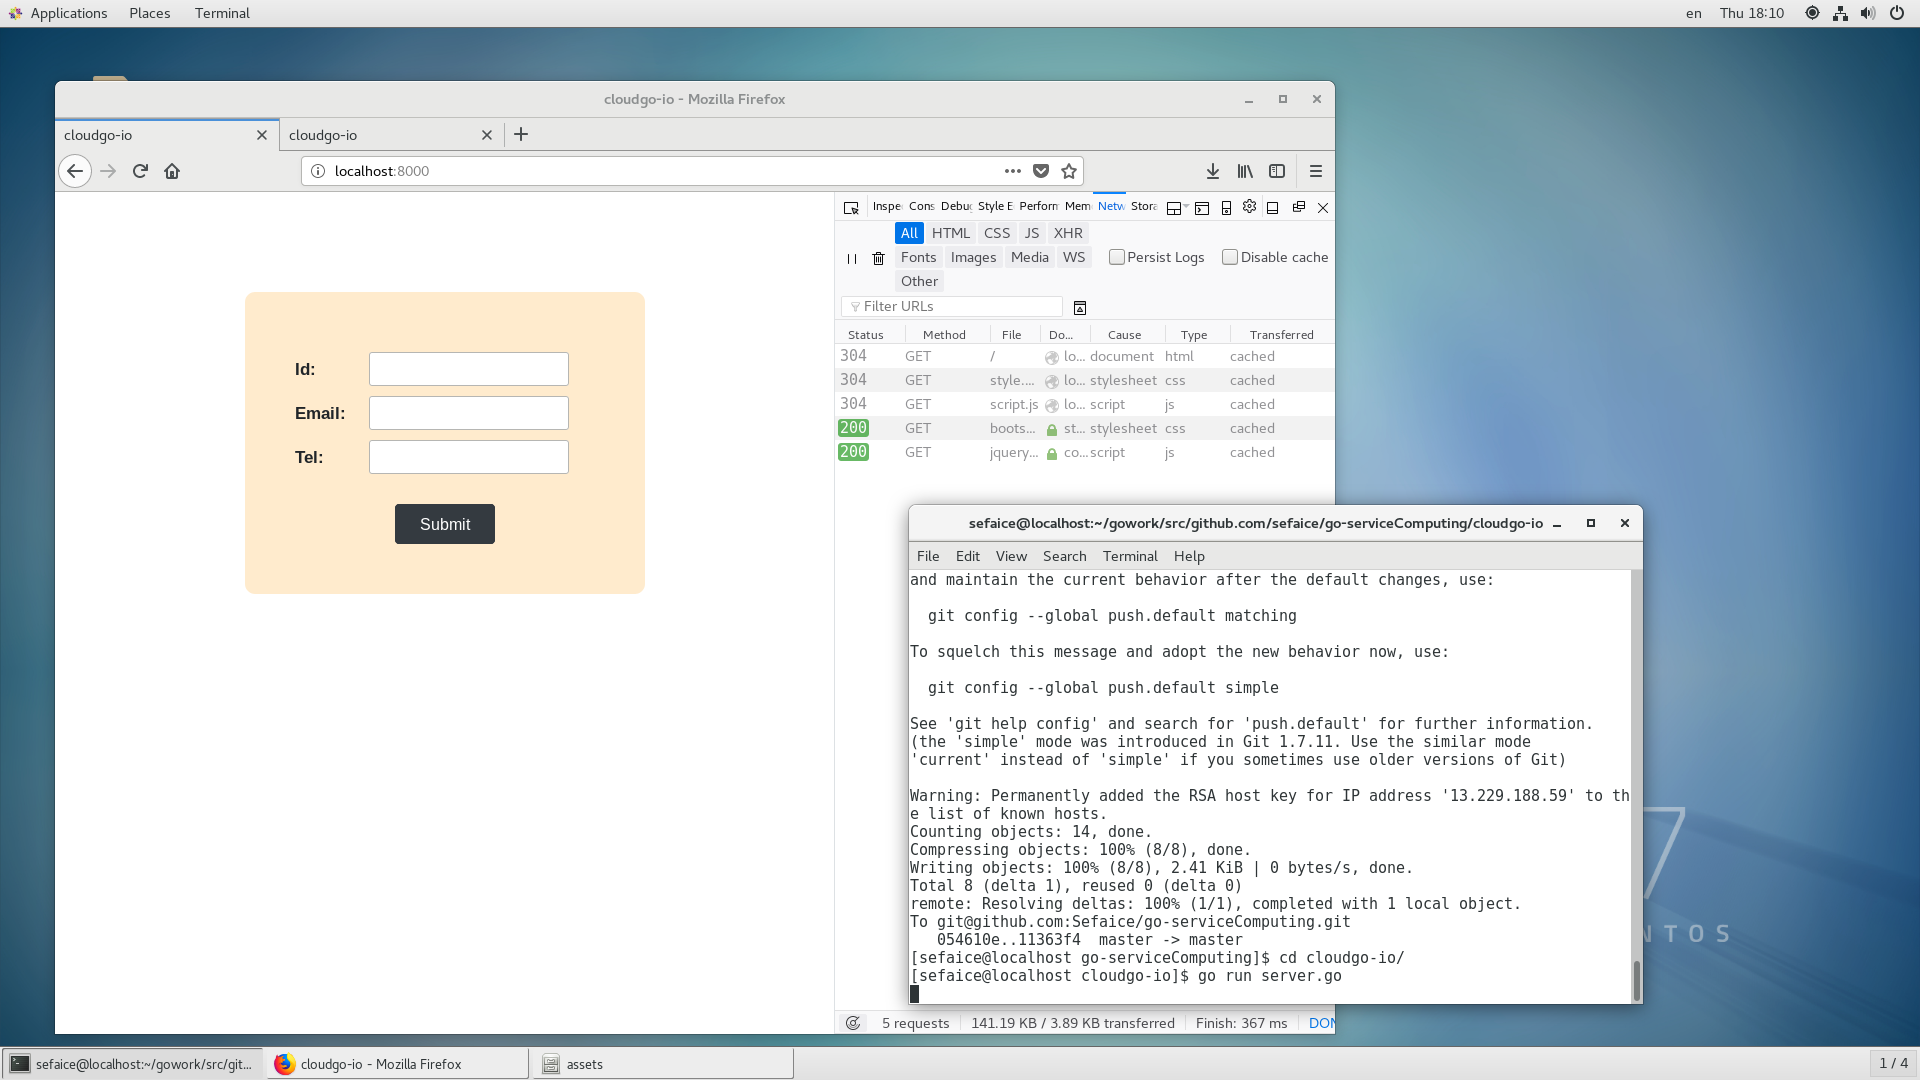 Applications Places Terminal en Thu 18:10
cloudgo-io - Mozilla Firefox
cloudgo-io cloudgo-io
localhost:8000
Inspe Cons Debug Style E Perform Mem Netw Stora
All HTML CSS JS XHR
Fonts Images Media WS Persist Logs Disable cache
Other
Filter URLs
Status Method File Do... Cause Type Transferred
304 GET / lo... document html cached
304 GET style.... lo... stylesheet css cached
304 GET script.js lo... script js cached
200 GET boots... st... stylesheet css cached
200 GET jquery... co... script js cached
Id:
Email:
Tel:
Submit
sefaice@localhost:~/gowork/src/github.com/sefaice/go-serviceComputing/cloudgo-io
File Edit View Search Terminal Help
and maintain the current behavior after the default changes, use:
git config --global push.default matching
To squelch this message and adopt the new behavior now, use:
git config --global push.default simple
See 'git help config' and search for 'push.default' for further information.
(the 'simple' mode was introduced in Git 1.7.11. Use the similar mode
'current' instead of 'simple' if you sometimes use older versions of Git)
Warning: Permanently added the RSA host key for IP address '13.229.188.59' to th
e list of known hosts.
Counting objects: 14, done.
Compressing objects: 100% (8/8), done.
Writing objects: 100% (8/8), 2.41 KiB | 0 bytes/s, done.
Total 8 (delta 1), reused 0 (delta 0)
remote: Resolving deltas: 100% (1/1), completed with 1 local object.
To git@github.com:Sefaice/go-serviceComputing.git
054610e..11363f4 master -> master
[sefaice@localhost go-serviceComputing]$ cd cloudgo-io/
[sefaice@localhost cloudgo-io]$ go run server.go
7
NTOS
5 requests 141.19 KB / 3.89 KB transferred Finish: 367 ms DON
sefaice@localhost:~/gowork/src/git... cloudgo-io - Mozilla Firefox assets 1 / 4